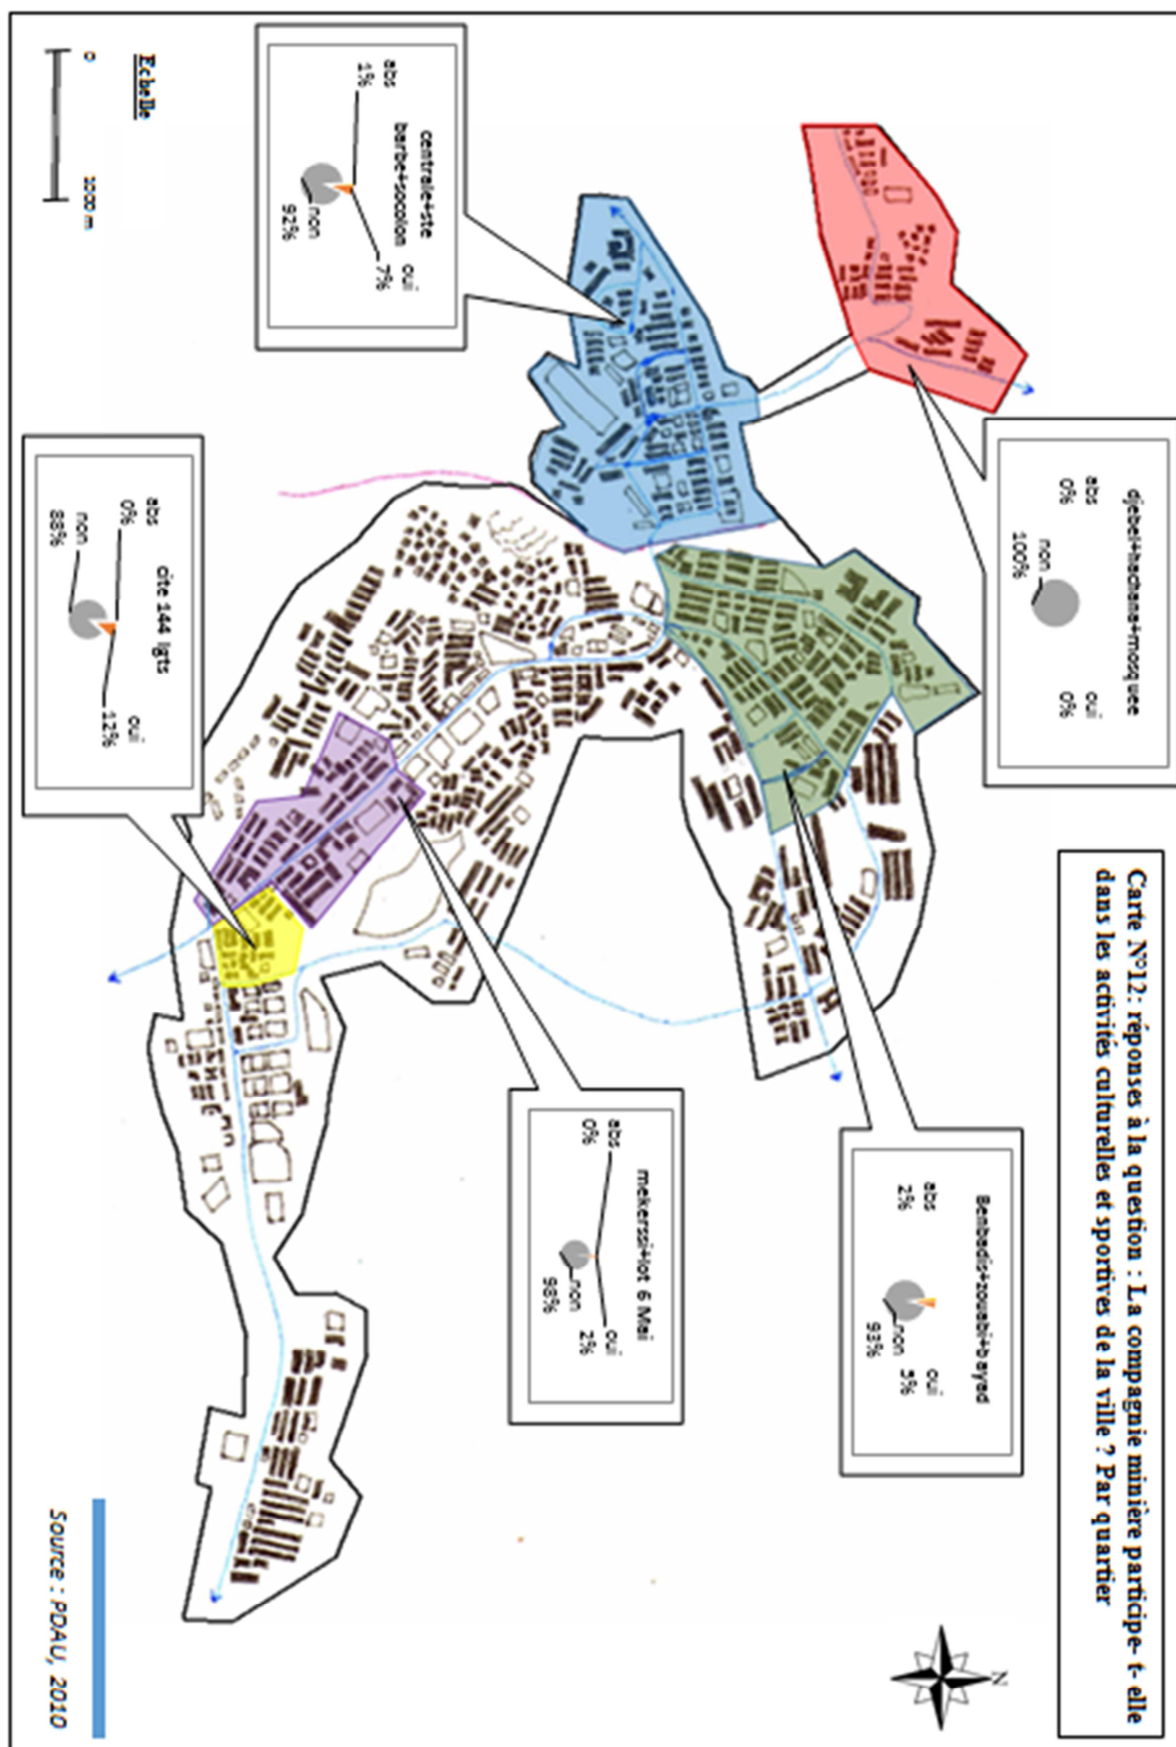 Carte N°12: réponses à la question : La compagnie minière participe- t- elle
dans les activités culturelles et sportives de la ville ? Par quartier
djebel+hachana+mosquee
abs
0%
non
100%
oui
0%
N
Benbadis+zouabi+bayad
abs
2%
non
93%
oui
5%
mekerssi+lot 6 Mai
abs
0%
non
98%
oui
2%
centrale+ste
barbe+socolon
abs
1%
oui
7%
non
92%
cite 144 lgts
abs
0%
non
88%
oui
12%
Echelle
0 1000 m
Source : PDAU, 2010